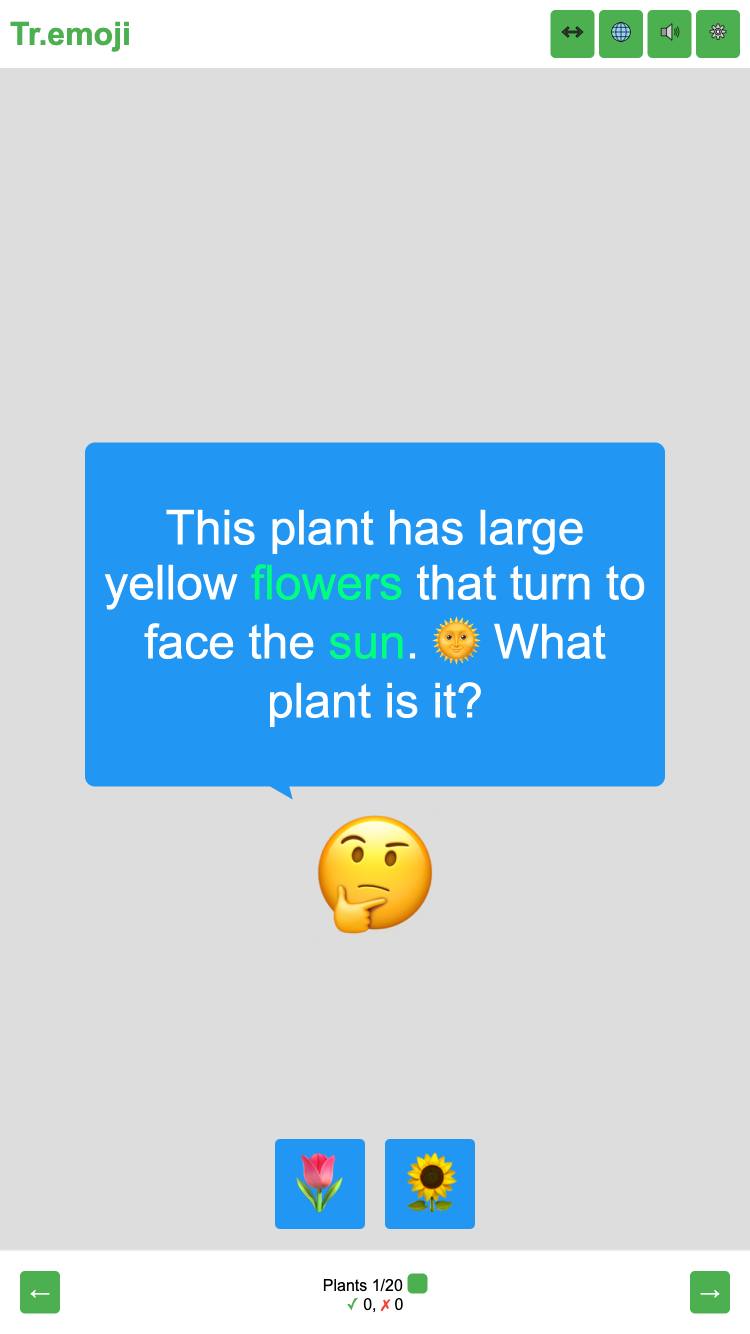 Tr.emoji
This plant has large
yellow flowers that turn to
face the sun. 🌞 What
plant is it?
Plants 1/20
✓ 0, ✗ 0